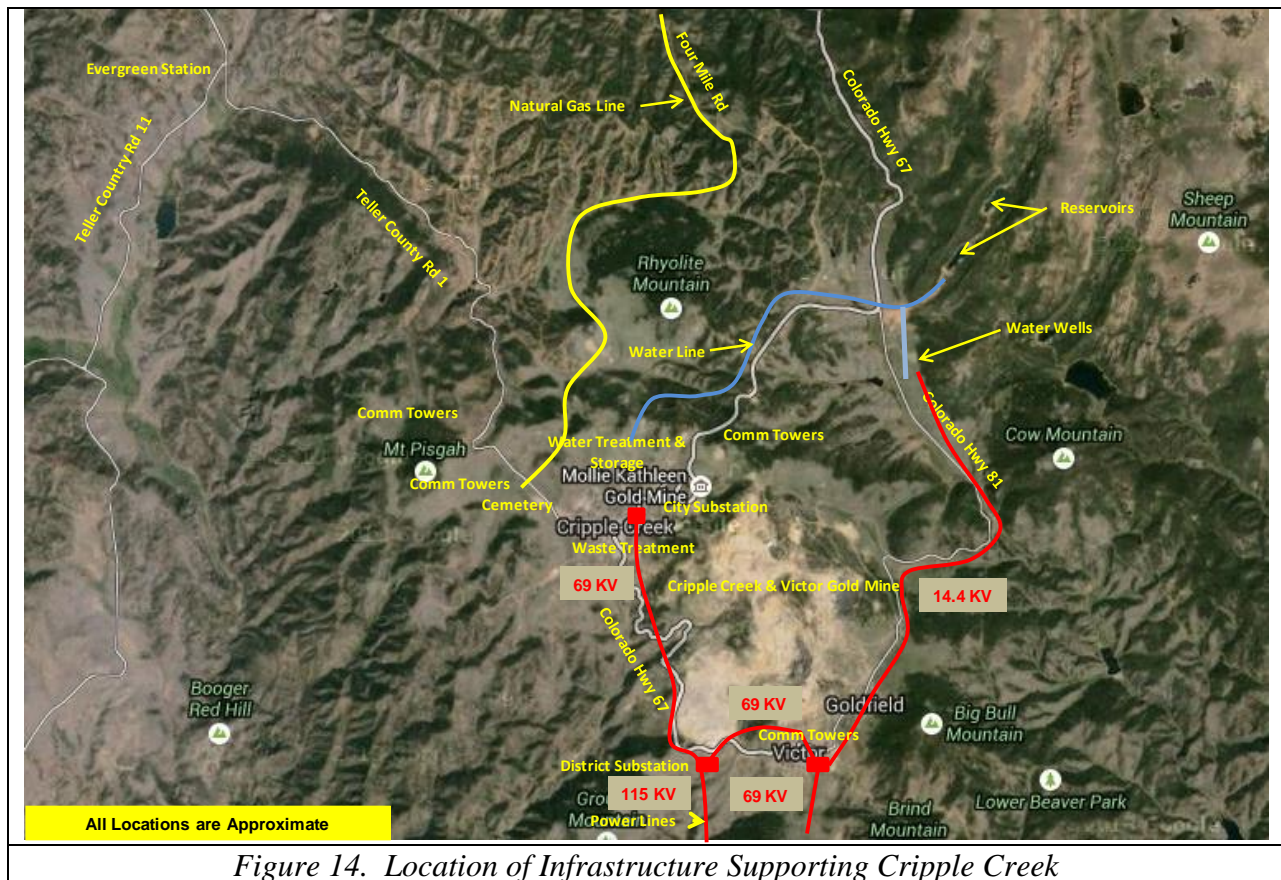 Evergreen Station
Four Mile Rd
Natural Gas Line
Colorado Hwy 67
Teller Country Rd 11
Teller County Rd 1
Reservoirs
Sheep
Mountain
Rhyolite
Mountain
Water Line
Water Wells
Colorado Hwy 81
Comm Towers
Mt Pisgah
Comm Towers
Cemetery
Water Treatment &
Storage
Comm Towers
Cow Mountain
Mollie Kathleen
Gold Mine
City Substation
Cripple Creek
Waste Treatment
69 KV
Cripple Creek & Victor Gold Mine
14.4 KV
Colorado Hwy 67
Booger
Red Hill
69 KV
Goldfield
Big Bull
Mountain
Comm Towers
Victor
District Substation
115 KV
69 KV
Lower Beaver Park
Power Lines
Brind
Mountain
All Locations are Approximate
Figure 14. Location of Infrastructure Supporting Cripple Creek